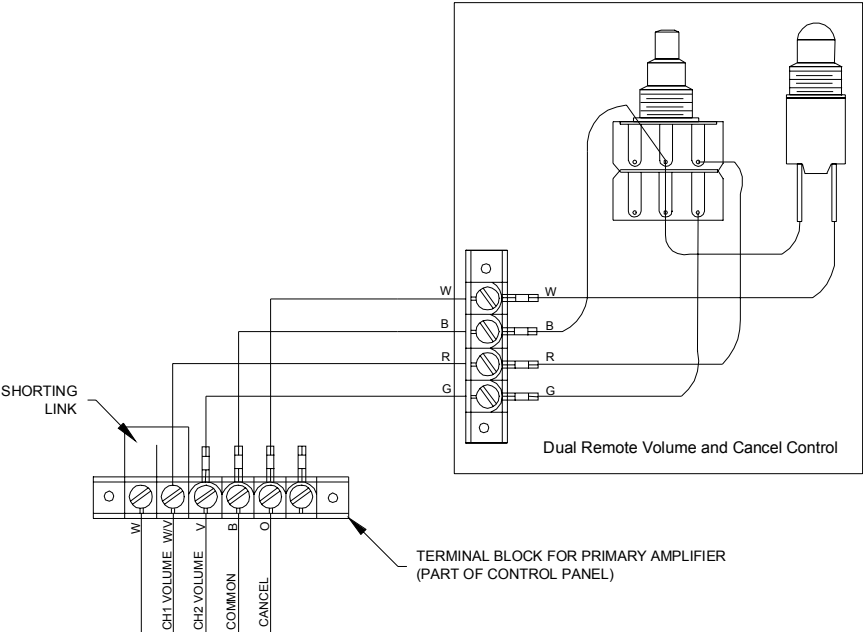 W
W
B
B
R
R
G
G
SHORTING
LINK
Dual Remote Volume and Cancel Control
W
W/V
V
B
O
CH1 VOLUME
CH2 VOLUME
COMMON
CANCEL
TERMINAL BLOCK FOR PRIMARY AMPLIFIER
(PART OF CONTROL PANEL)